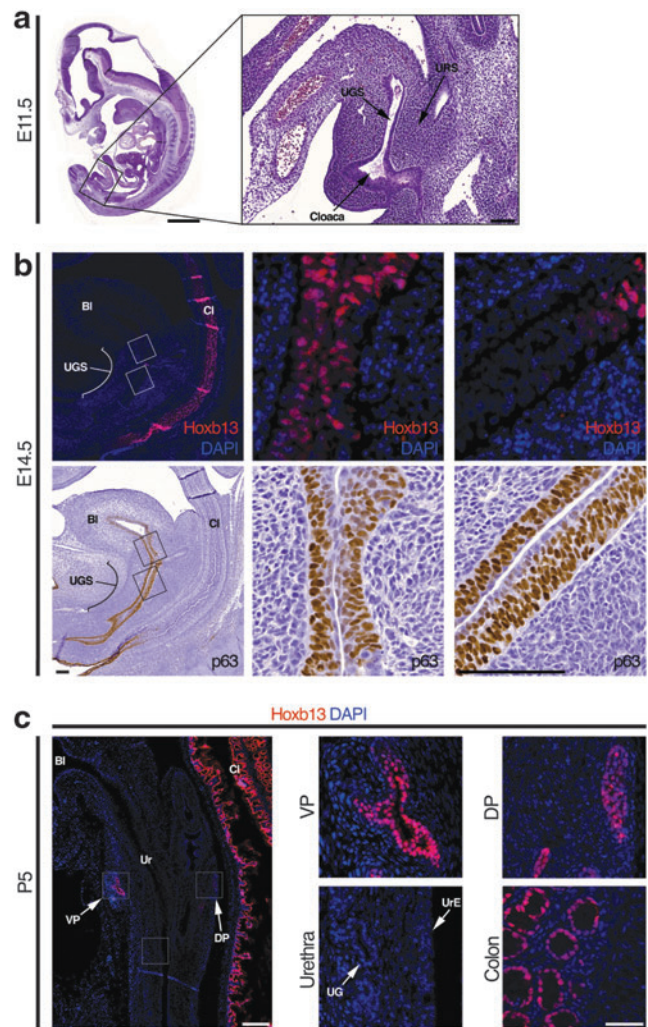 a
E11.5
URS
UGS
Cloaca
b
E14.5
Bl
Cl
UGS
Hoxb13
DAPI
Hoxb13
DAPI
Hoxb13
DAPI
Bl
Cl
UGS
p63
p63
p63
c
Hoxb13 DAPI
P5
Bl
Cl
Ur
VP
DP
VP
DP
Urethra
UrE
UG
Colon